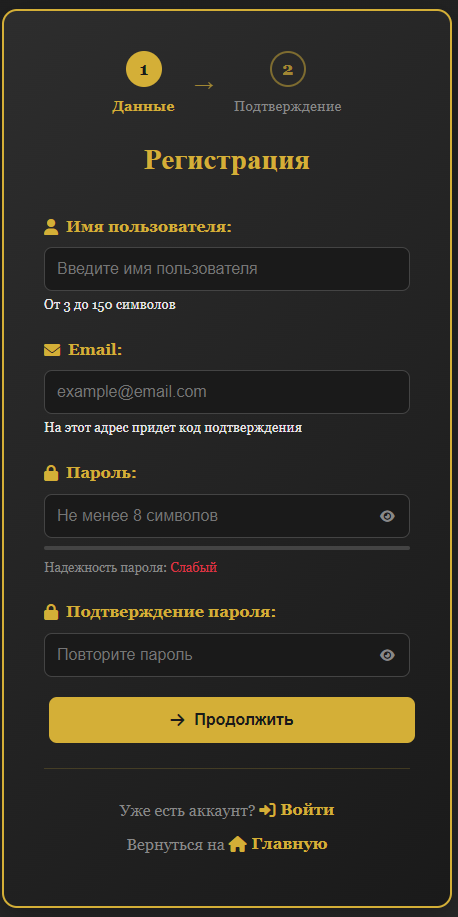 1 → 2
Данные Подтверждение
Регистрация
Имя пользователя:
Введите имя пользователя
От 3 до 150 символов
Email:
example@email.com
На этот адрес придет код подтверждения
Пароль:
Не менее 8 символов
Надежность пароля: Слабый
Подтверждение пароля:
Повторите пароль
→ Продолжить
Уже есть аккаунт? Войти
Вернуться на Главную